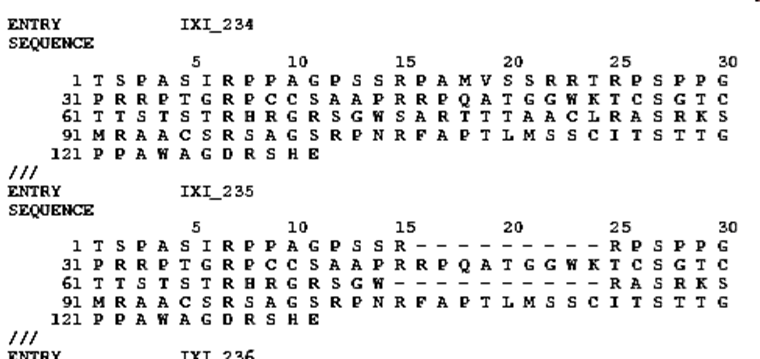 ENTRY IXI_234
SEQUENCE
5 10 15 20 25 30
1 T S P A S I R P P A G P S S R P A M V S S R R T R P S P P G
31 P R R P T G R P C C S A A P R R P Q A T G G W K T C S G T C
61 T T S T S T R H R G R S G W S A R T T T A A C L R A S R K S
91 M R A A C S R S A G S R P N R F A P T L M S S C I T S T T G
121 P P A W A G D R S H E
///
ENTRY IXI_235
SEQUENCE
5 10 15 20 25 30
1 T S P A S I R P P A G P S S R - - - - - - - - - R P S P P G
31 P R R P T G R P C C S A A P R R P Q A T G G W K T C S G T C
61 T T S T S T R H R G R S G W - - - - - - - - - - R A S R K S
91 M R A A C S R S A G S R P N R F A P T L M S S C I T S T T G
121 P P A W A G D R S H E
///
ENTRY IXI_236